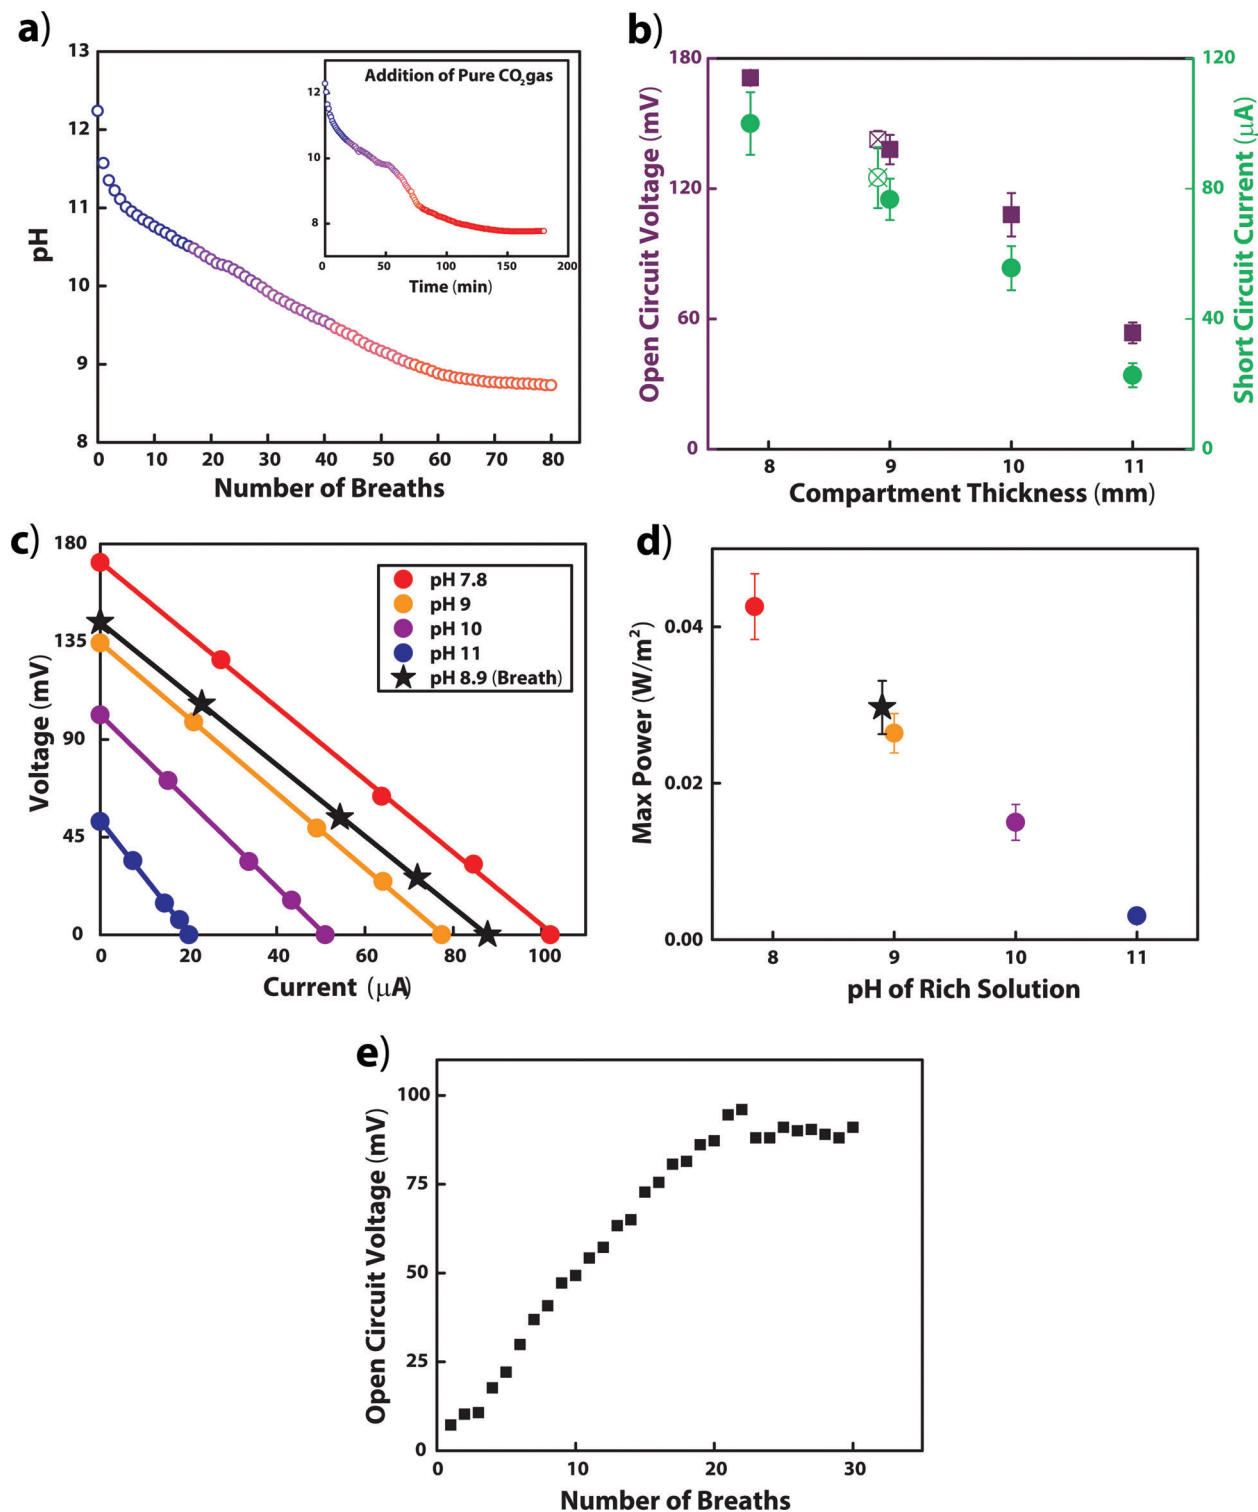 a)
13
12
11
10
9
8
pH
0 10 20 30 40 50 60 70 80
Number of Breaths
Addition of Pure CO2gas
12
10
8
0 50 100 150 200
Time (min)
b)
180
120
60
0
Open Circuit Voltage (mV)
120
80
40
0
Short Circuit Current (μA)
8 9 10 11
Compartment Thickness (mm)
c)
180
135
90
45
0
Voltage (mV)
0 20 40 60 80 100
Current (μA)
pH 7.8
pH 9
pH 10
pH 11
pH 8.9 (Breath)
d)
0.04
0.02
0.00
Max Power (W/m²)
8 9 10 11
pH of Rich Solution
e)
100
75
50
25
0
Open Circuit Voltage (mV)
0 10 20 30
Number of Breaths